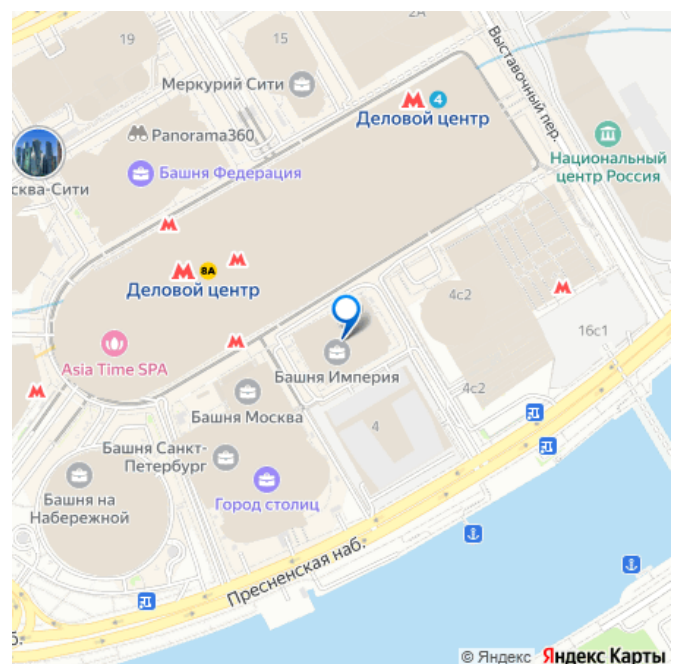 2А
19
15
Меркурий Сити
4
Деловой центр
Выставочный пер.
Panorama360
Национальный
центр Россия
Башня Федерация
сква-Сити
8А
Деловой центр
4с2
16с1
Asia Time SPA
Башня Империя
4с2
Башня Москва
4
Башня Санкт-
Петербург
Башня на
Набережной
Город столиц
Пресненская наб.
б.
© Яндекс Яндекс Карты